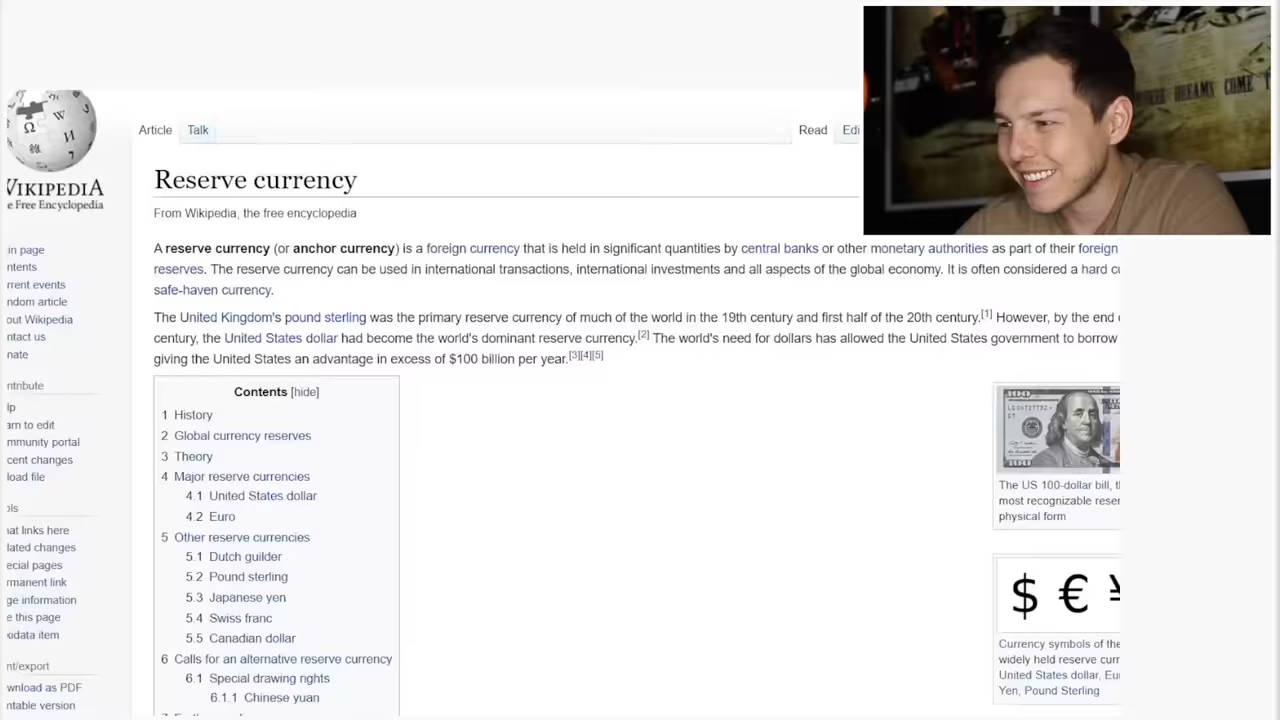 WIKIPEDIA
The Free Encyclopedia
Article
Talk
Read
Edi
DREAMS COME T
Reserve currency
From Wikipedia, the free encyclopedia
A reserve currency (or anchor currency) is a foreign currency that is held in significant quantities by central banks or other monetary authorities as part of their foreign
reserves. The reserve currency can be used in international transactions, international investments and all aspects of the global economy. It is often considered a hard cu
safe-haven currency.
The United Kingdom's pound sterling was the primary reserve currency of much of the world in the 19th century and first half of the 20th century.[1] However, by the end
century, the United States dollar had become the world's dominant reserve currency.[2] The world's need for dollars has allowed the United States government to borrow
giving the United States an advantage in excess of $100 billion per year.[3][4][5]
in page
ntents
rrent events
ndom article
out Wikipedia
ntact us
nate
ntribute
lp
arn to edit
mmunity portal
cent changes
load file
ols
hat links here
lated changes
ecial pages
rmanent link
ge information
e this page
kidata item
nt/export
wnload as PDF
ntable version
Contents [hide]
1 History
2 Global currency reserves
3 Theory
4 Major reserve currencies
4.1 United States dollar
4.2 Euro
5 Other reserve currencies
5.1 Dutch guilder
5.2 Pound sterling
5.3 Japanese yen
5.4 Swiss franc
5.5 Canadian dollar
6 Calls for an alternative reserve currency
6.1 Special drawing rights
6.1.1 Chinese yuan
100
100
The US 100-dollar bill, t
most recognizable reser
physical form
$ € ¥
Currency symbols of the
widely held reserve curr
United States dollar, Eu
Yen, Pound Sterling